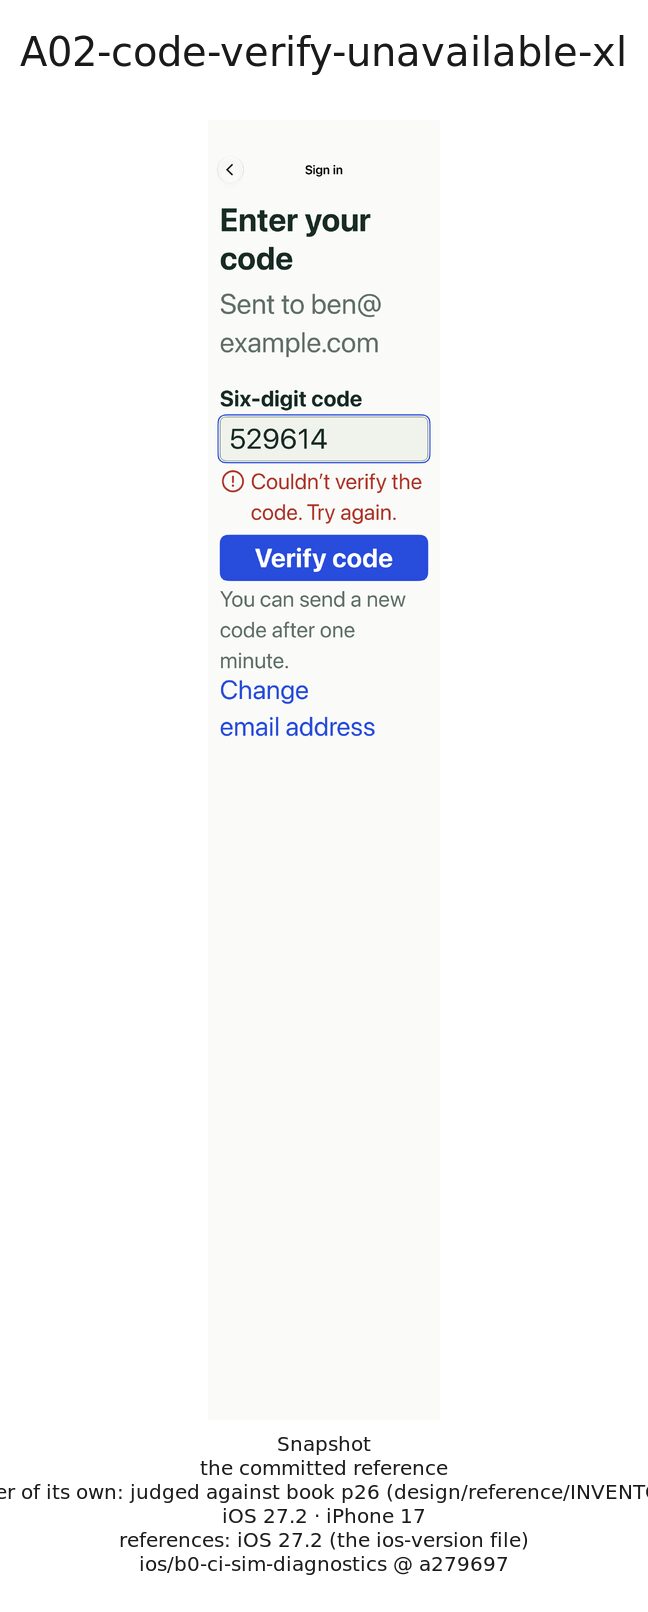 A02-code-verify-unavailable-xl
Sign in
Enter your
code
Sent to ben@
example.com
Six-digit code
529614
Couldn’t verify the
code. Try again.
Verify code
You can send a new
code after one
minute.
Change
email address
Snapshot
the committed reference
of its own: judged against book p26 (design/reference/
iOS 27.2 · iPhone 17
references: iOS 27.2 (the ios-version file)
ios/b0-ci-sim-diagnostics @ a279697